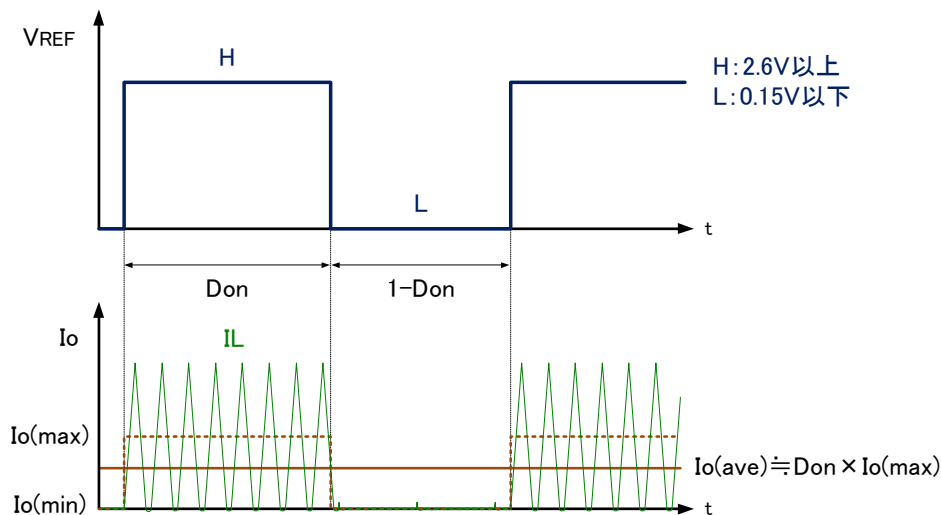 VREF
H
H:2.6V以上
L:0.15V以下
L
t
Don
1-Don
Io
IL
Io(max)
Io(ave)≒Don×Io(max)
Io(min)
t